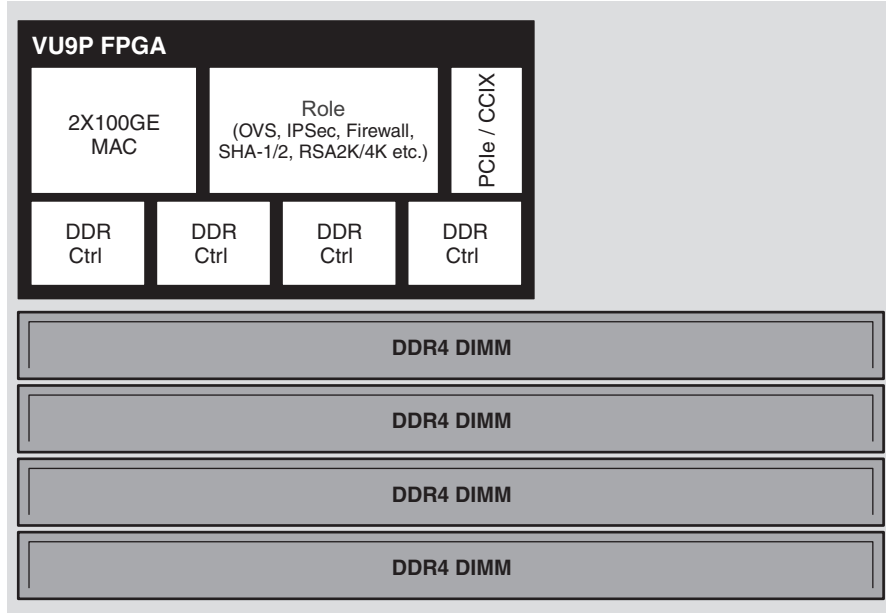 VU9P FPGA
2X100GE
MAC
Role
(OVS, IPSec, Firewall,
SHA-1/2, RSA2K/4K etc.)
PCIe / CCIX
DDR
Ctrl
DDR
Ctrl
DDR
Ctrl
DDR
Ctrl
DDR4 DIMM
DDR4 DIMM
DDR4 DIMM
DDR4 DIMM